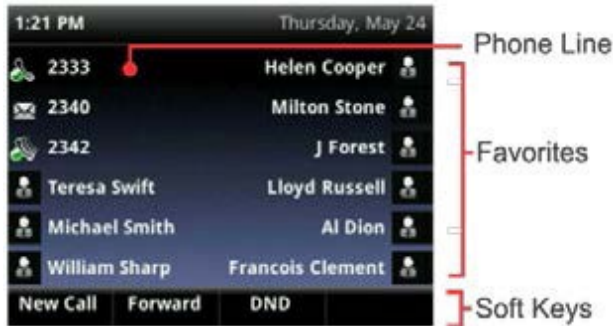 1:21 PM Thursday, May 24
Phone Line
2333 Helen Cooper
2340 Milton Stone
2342 J Forest
Favorites
Teresa Swift Lloyd Russell
Michael Smith Al Dion
William Sharp Francois Clement
New Call Forward DND
Soft Keys